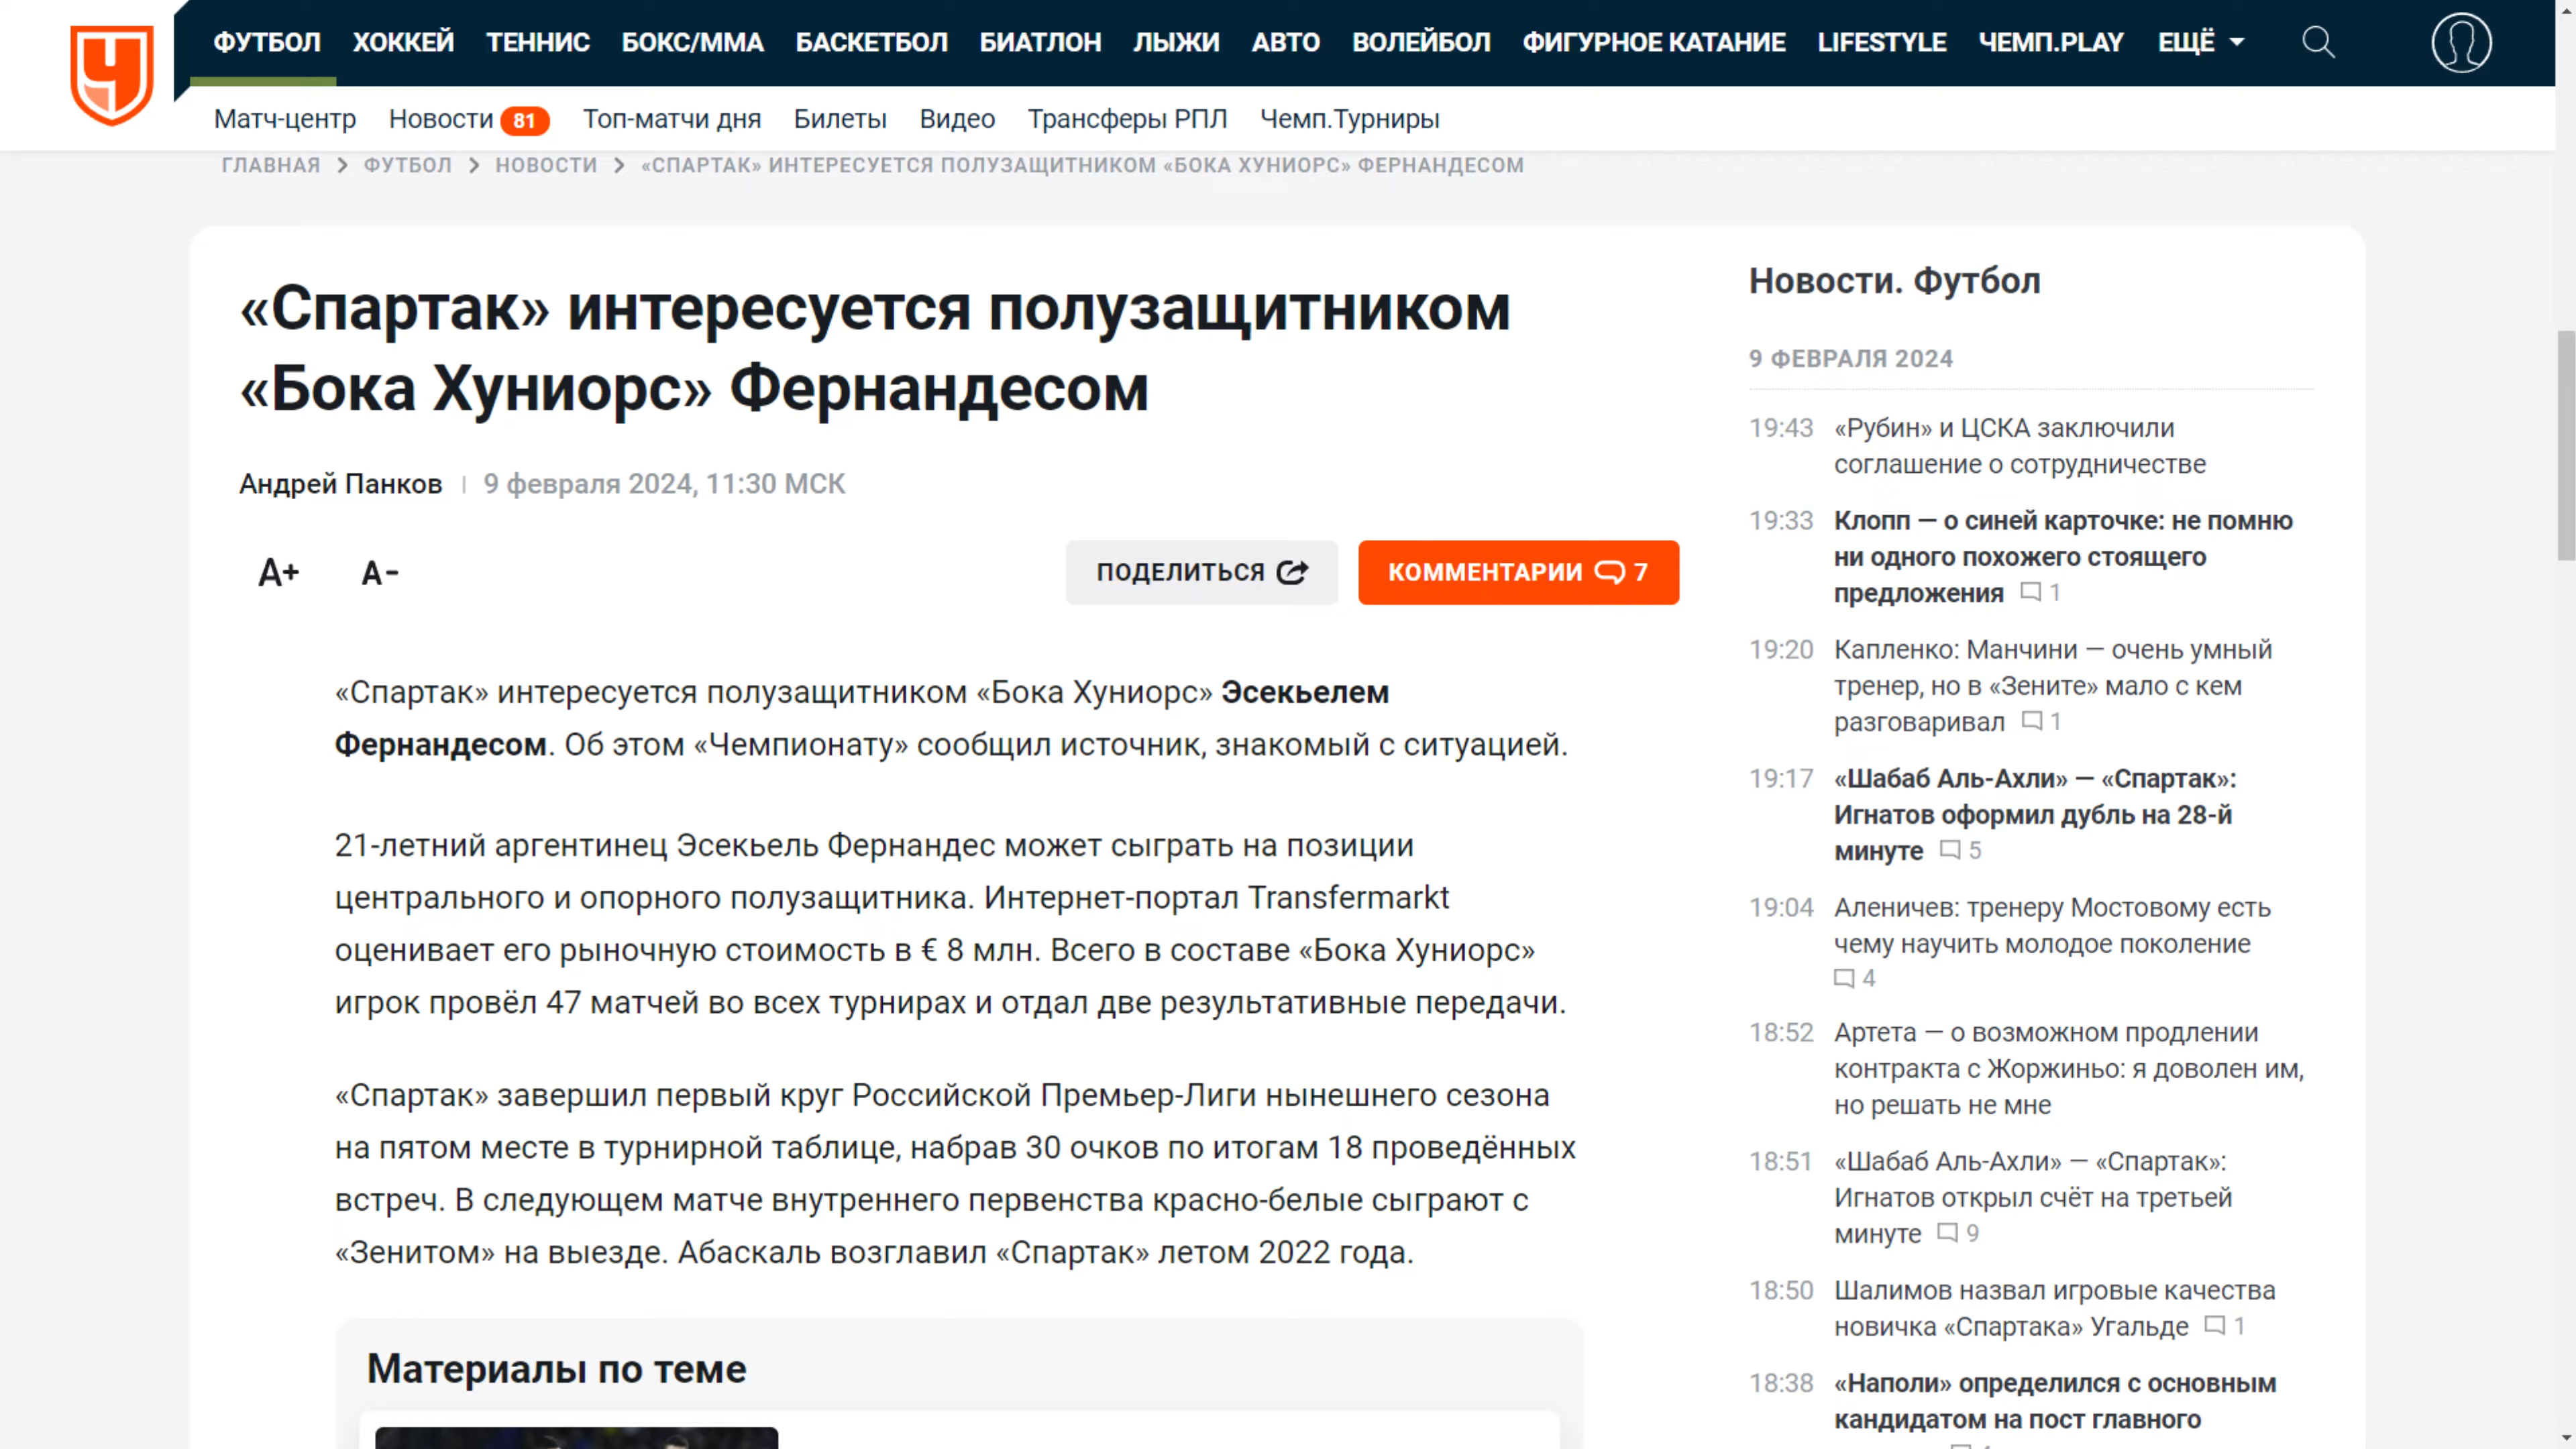 ФУТБОЛ ХОККЕЙ ТЕННИС БОКС/ММА БАСКЕТБОЛ БИАТЛОН ЛЫЖИ АВТО ВОЛЕЙБОЛ ФИГУРНОЕ КАТАНИЕ LIFESTYLE ЧЕМП.PLAY ЕЩЁ
Матч-центр Новости 81 Топ-матчи дня Билеты Видео Трансферы РПЛ Чемп.Турниры
ГЛАВНАЯ > ФУТБОЛ > НОВОСТИ > «СПАРТАК» ИНТЕРЕСУЕТСЯ ПОЛУЗАЩИТНИКОМ «БОКА ХУНИОРС» ФЕРНАНДЕСОМ
«Спартак» интересуется полузащитником
«Бока Хуниорс» Фернандесом
Андрей Панков | 9 февраля 2024, 11:30 МСК
A+ A-
ПОДЕЛИТЬСЯ
КОММЕНТАРИИ 7
«Спартак» интересуется полузащитником «Бока Хуниорс» Эсекьелем
Фернандесом. Об этом «Чемпионату» сообщил источник, знакомый с ситуацией.
21-летний аргентинец Эсекьель Фернандес может сыграть на позиции
центрального и опорного полузащитника. Интернет-портал Transfermarkt
оценивает его рыночную стоимость в € 8 млн. Всего в составе «Бока Хуниорс»
игрок провёл 47 матчей во всех турнирах и отдал две результативные передачи.
«Спартак» завершил первый круг Российской Премьер-Лиги нынешнего сезона
на пятом месте в турнирной таблице, набрав 30 очков по итогам 18 проведённых
встреч. В следующем матче внутреннего первенства красно-белые сыграют с
«Зенитом» на выезде. Абаскаль возглавил «Спартак» летом 2022 года.
Материалы по теме
Новости. Футбол
9 ФЕВРАЛЯ 2024
19:43 «Рубин» и ЦСКА заключили
соглашение о сотрудничестве
19:33 Клопп — о синей карточке: не помню
ни одного похожего стоящего
предложения 1
19:20 Капленко: Манчини — очень умный
тренер, но в «Зените» мало с кем
разговаривал 1
19:17 «Шабаб Аль-Ахли» — «Спартак»:
Игнатов оформил дубль на 28-й
минуте 5
19:04 Аленичев: тренеру Мостовому есть
чему научить молодое поколение
4
18:52 Артета — о возможном продлении
контракта с Жоржиньо: я доволен им,
но решать не мне
18:51 «Шабаб Аль-Ахли» — «Спартак»:
Игнатов открыл счёт на третьей
минуте 9
18:50 Шалимов назвал игровые качества
новичка «Спартака» Угальде 1
18:38 «Наполи» определился с основным
кандидатом на пост главного